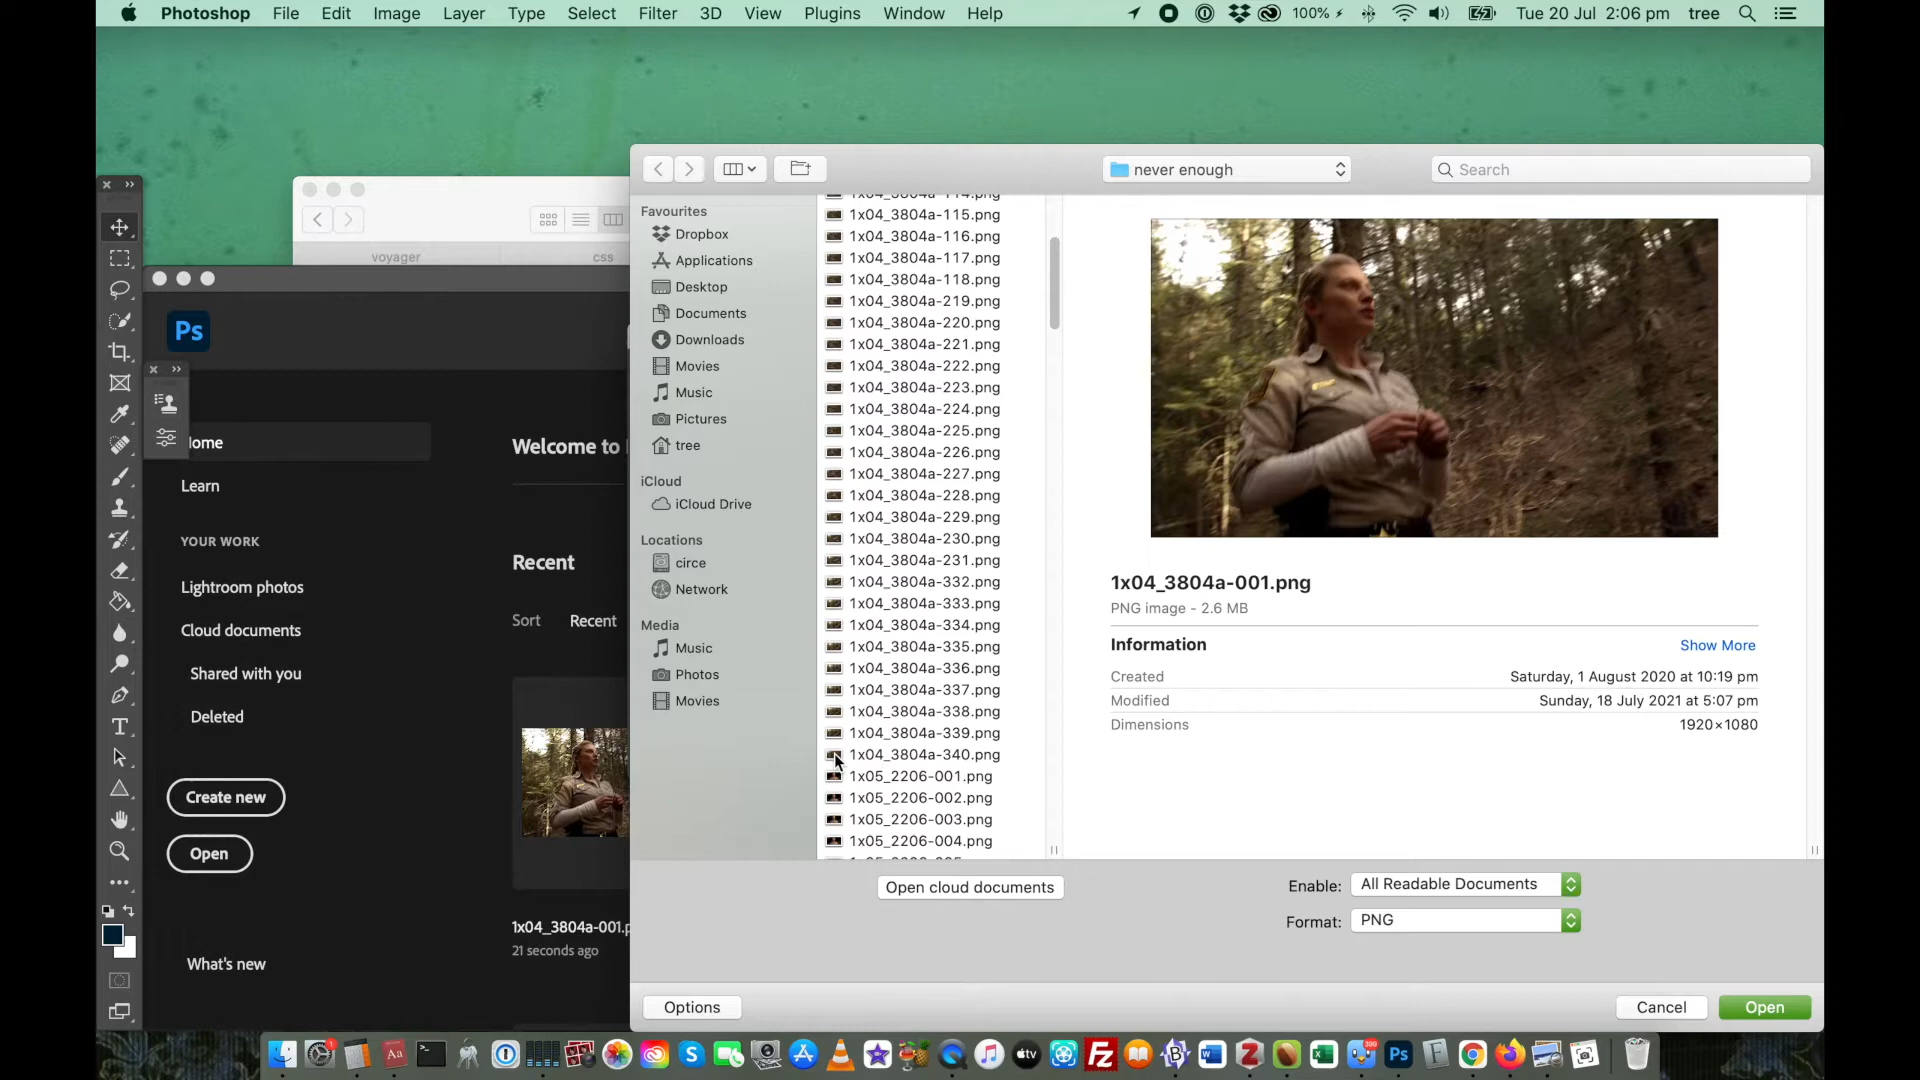 Photoshop File Edit Image Layer Type Select Filter 3D View Plugins Window Help 100% Tue 20 Jul 2:06 pm tree
never enough
Search
voyager css
Ps
Home
Learn
YOUR WORK
Lightroom photos
Cloud documents
Shared with you
Deleted
Create new
Open
What's new
Welcome to
Recent
Sort Recent
1x04_3804a-001.p
21 seconds ago
Favourites
Dropbox
Applications
Desktop
Documents
Downloads
Movies
Music
Pictures
tree
iCloud
iCloud Drive
Locations
circe
Network
Media
Music
Photos
Movies
1x04_3804a-114.png
1x04_3804a-115.png
1x04_3804a-116.png
1x04_3804a-117.png
1x04_3804a-118.png
1x04_3804a-219.png
1x04_3804a-220.png
1x04_3804a-221.png
1x04_3804a-222.png
1x04_3804a-223.png
1x04_3804a-224.png
1x04_3804a-225.png
1x04_3804a-226.png
1x04_3804a-227.png
1x04_3804a-228.png
1x04_3804a-229.png
1x04_3804a-230.png
1x04_3804a-231.png
1x04_3804a-332.png
1x04_3804a-333.png
1x04_3804a-334.png
1x04_3804a-335.png
1x04_3804a-336.png
1x04_3804a-337.png
1x04_3804a-338.png
1x04_3804a-339.png
1x04_3804a-340.png
1x05_2206-001.png
1x05_2206-002.png
1x05_2206-003.png
1x05_2206-004.png
1x04_3804a-001.png
PNG image - 2.6 MB
Information Show More
Created Saturday, 1 August 2020 at 10:19 pm
Modified Sunday, 18 July 2021 at 5:07 pm
Dimensions 1920×1080
Open cloud documents
Enable: All Readable Documents
Format: PNG
Options Cancel Open